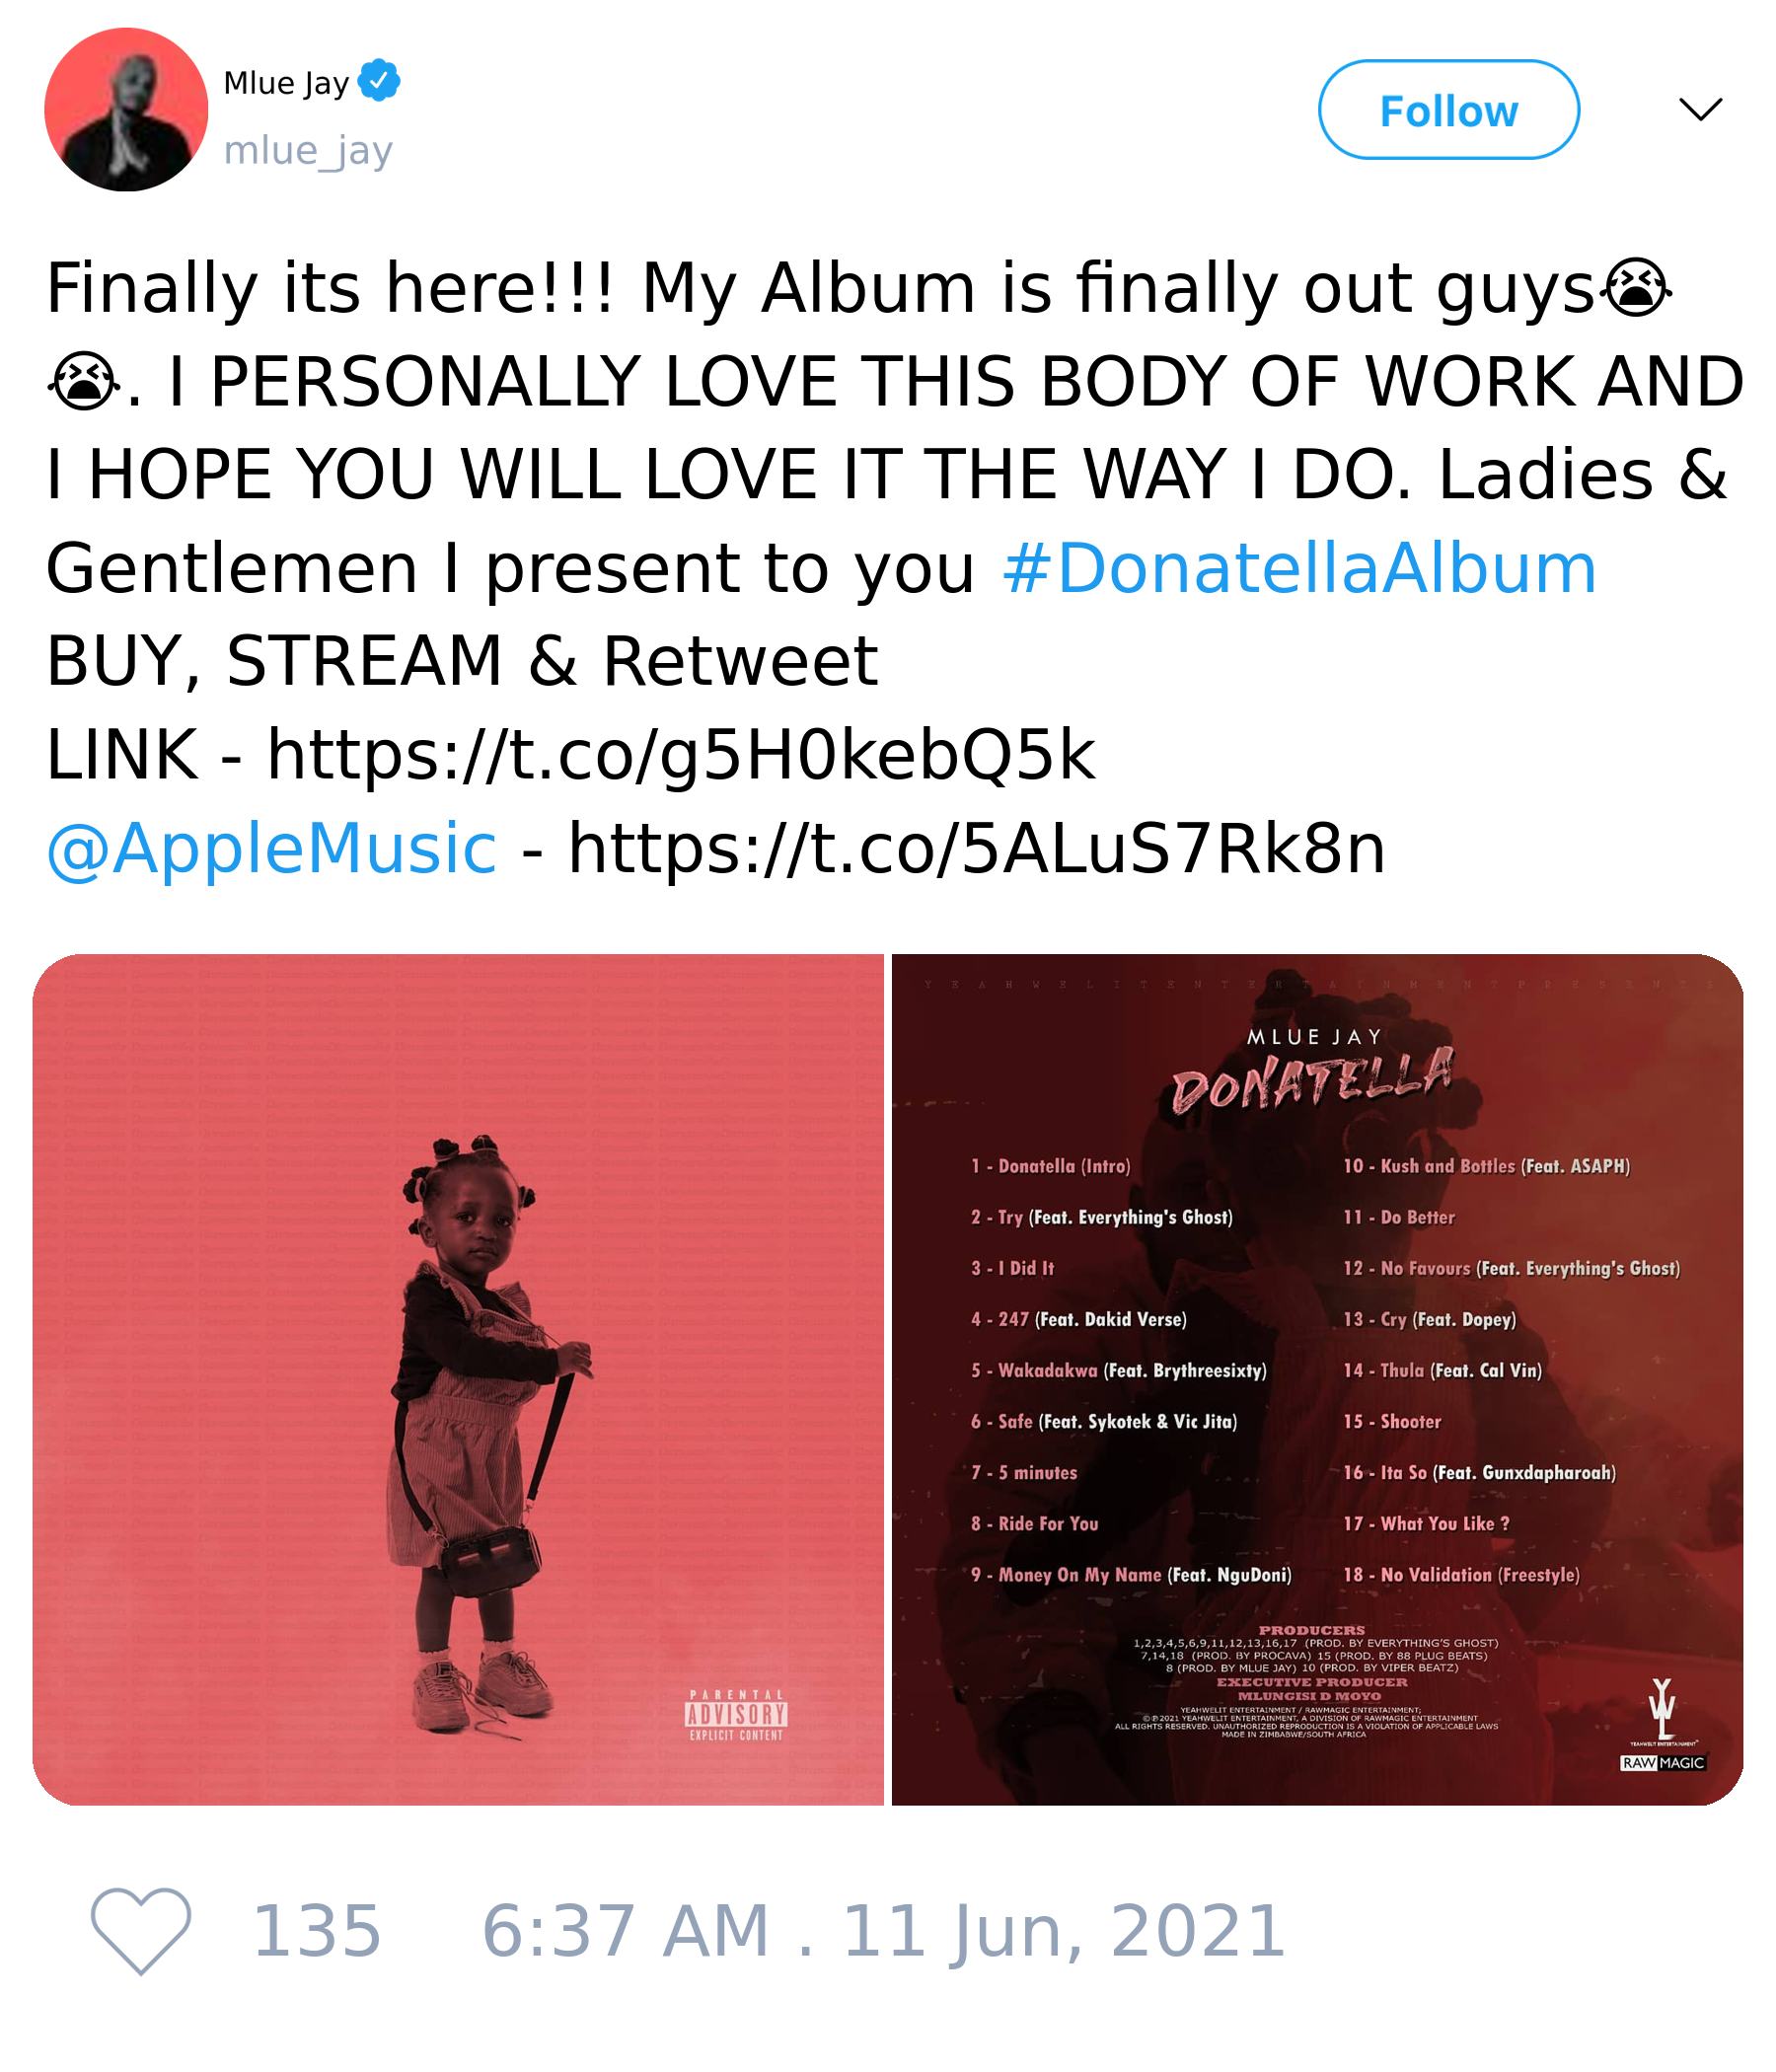 Mlue Jay
mlue_jay
Follow
Finally its here!!! My Album is finally out guys😭
😭. I PERSONALLY LOVE THIS BODY OF WORK AND
I HOPE YOU WILL LOVE IT THE WAY I DO. Ladies &
Gentlemen I present to you #DonatellaAlbum
BUY, STREAM & Retweet
LINK - https://t.co/g5H0kebQ5k
@AppleMusic - https://t.co/5ALuS7Rk8n
PARENTAL
ADVISORY
EXPLICIT CONTENT
YEAHWELIT ENTERTAINMENT PRESENTS
MLUE JAY
DONATELLA
1 - Donatella (Intro)
2 - Try (Feat. Everything's Ghost)
3 - I Did It
4 - 247 (Feat. Dakid Verse)
5 - Wakadakwa (Feat. Brythreesixty)
6 - Safe (Feat. Sykotek & Vic Jita)
7 - 5 minutes
8 - Ride For You
9 - Money On My Name (Feat. NguDoni)
10 - Kush and Bottles (Feat. ASAPH)
11 - Do Better
12 - No Favours (Feat. Everything's Ghost)
13 - Cry (Feat. Dopey)
14 - Thula (Feat. Cal Vin)
15 - Shooter
16 - Ita So (Feat. Gunxdapharoah)
17 - What You Like ?
18 - No Validation (Freestyle)
PRODUCERS
1,2,3,4,5,6,9,11,12,13,16,17 (PROD. BY EVERYTHING'S GHOST)
7,14,18 (PROD. BY PROCAVA) 15 (PROD. BY 88 PLUG BEATS)
8 (PROD. BY MLUE JAY) 10 (PROD. BY VIPER BEATZ)
EXECUTIVE PRODUCER
MLUNGISI D MOYO
YEAHWELIT ENTERTAINMENT / RAWMAGIC ENTERTAINMENT;
©℗2021 YEAHWELIT ENTERTAINMENT, A DIVISION OF RAWMAGIC ENTERTAINMENT
ALL RIGHTS RESERVED. UNAUTHORIZED REPRODUCTION IS A VIOLATION OF APPLICABLE LAWS
MADE IN ZIMBABWE/SOUTH AFRICA
YWL
YEAHWELIT ENTERTAINMENT
RAW MAGIC
135 6:37 AM . 11 Jun, 2021